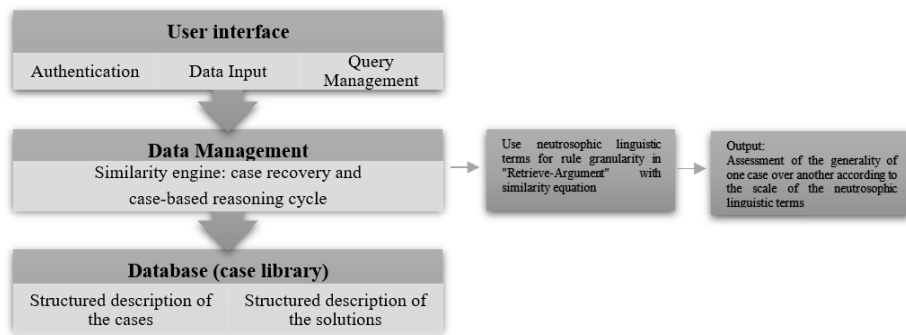 User interface
Authentication
Data Input
Query
Management
Data Management
Similarity engine: case recovery and
case-based reasoning cycle
Use neutrosophic linguistic
terms for rule granularity in
"Retrieve-Argument" with
similarity equation
Output:
Assessment of the generality of
one case over another according to
the scale of the neutrosophic
linguistic terms
Database (case library)
Structured description of
the cases
Structured description of
the solutions